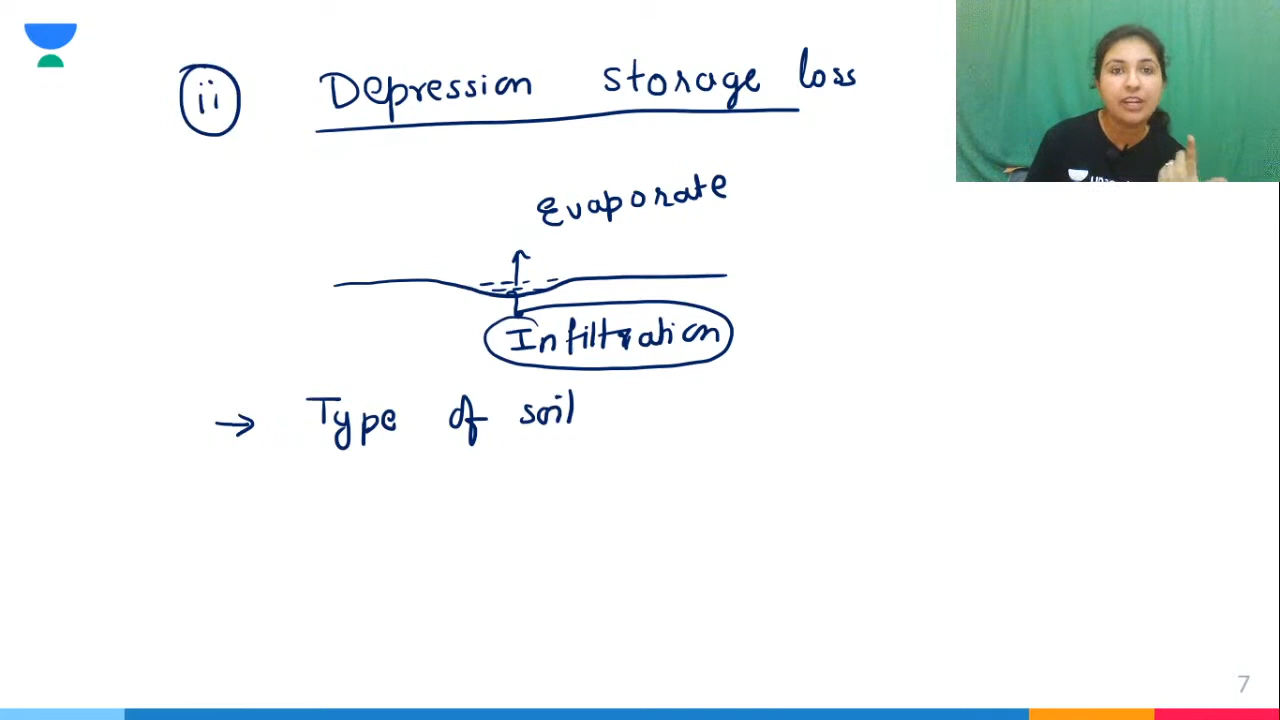 ii Depression storage loss
Evaporate
Infiltration
→ Type of soil
7